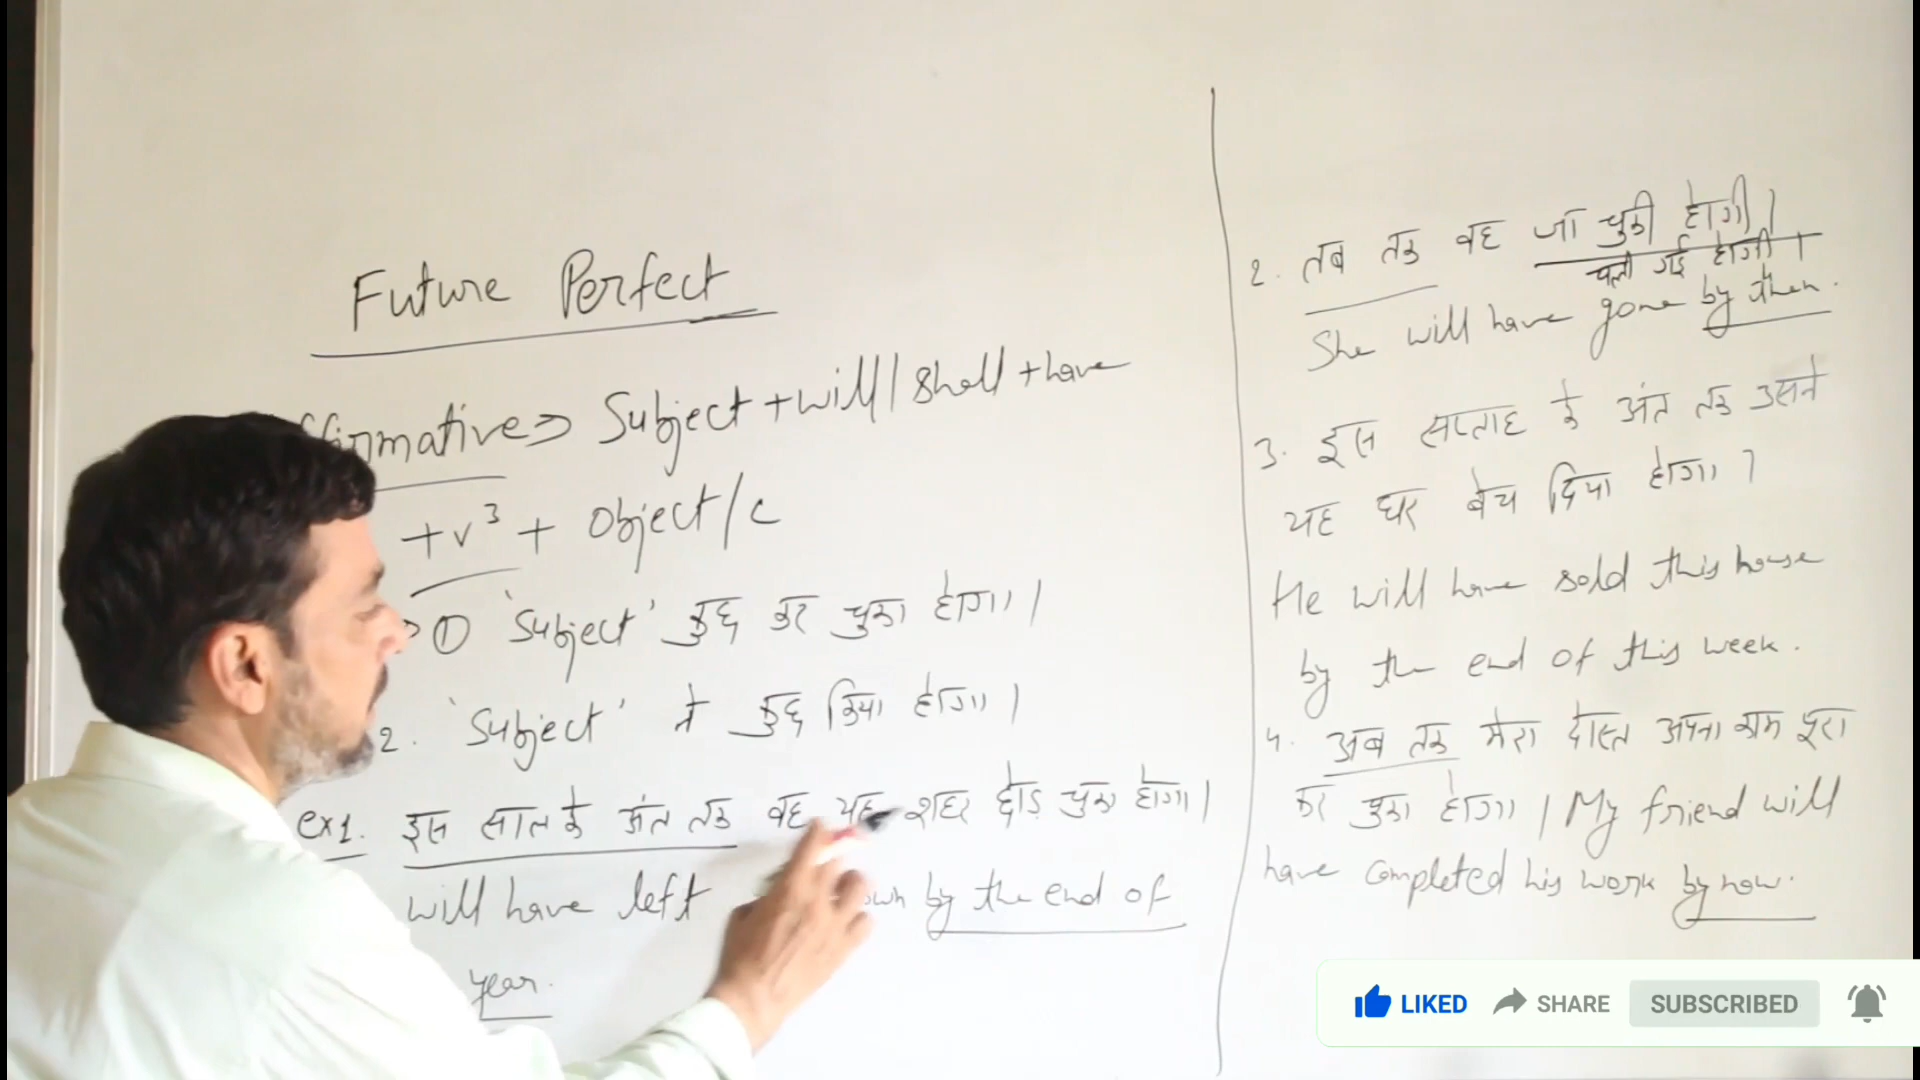 Future Perfect
ffirmative => Subject + will / shall + have
+ v³ + Object / c
① 'Subject' कुछ कर चुका होगा।
2. 'Subject' ने कुछ किया होगा।
ex1. इस साल के अंत तक वह यह शहर छोड़ चुका होगा।
will have left own by the end of
year.
2. तब तक वह जा चुकी होगी।
चली गई होगी।
She will have gone by then.
3. इस सप्ताह के अंत तक उसने
यह घर बेच दिया होगा।
He will have sold this house
by the end of this week.
4. अब तक मेरा दोस्त अपना काम पूरा
कर चुका होगा। My friend will
have completed his work by now.
LIKED SHARE SUBSCRIBED